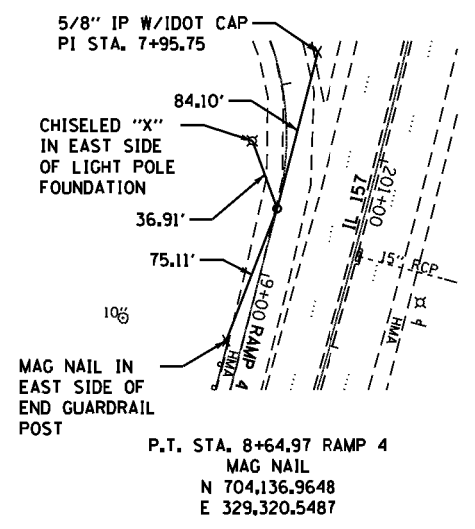 5/8" IP W/IDOT CAP
PI STA. 7+95.75
84.10'
CHISELED "X"
IN EAST SIDE
OF LIGHT POLE
FOUNDATION
36.91'
75.11'
IL 157
201+00
15" RCP
HMA
10"
19+00 RAMP 4
HMA
MAG NAIL IN
EAST SIDE OF
END GUARDRAIL
POST
P.T. STA. 8+64.97 RAMP 4
MAG NAIL
N 704,136.9648
E 329,320.5487